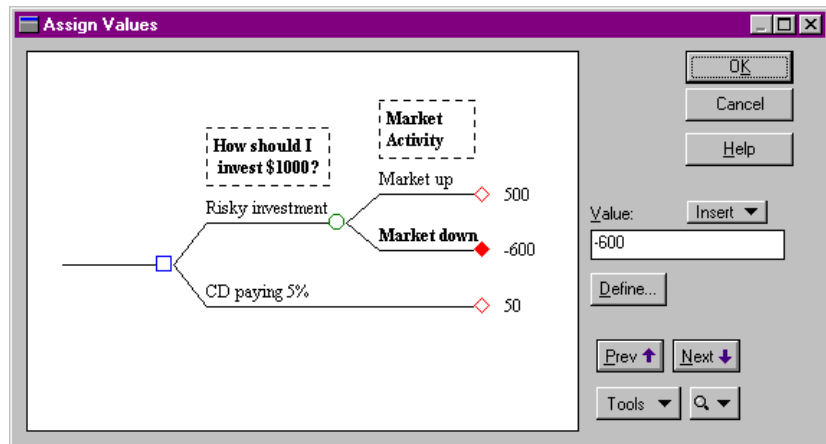 Assign Values
OK
Cancel
Help
Market
Activity
How should I
invest $1000?
Market up
500
Risky investment
Market down
-600
CD paying 5%
50
Value:
Insert
-600
Define...
Prev
Next
Tools